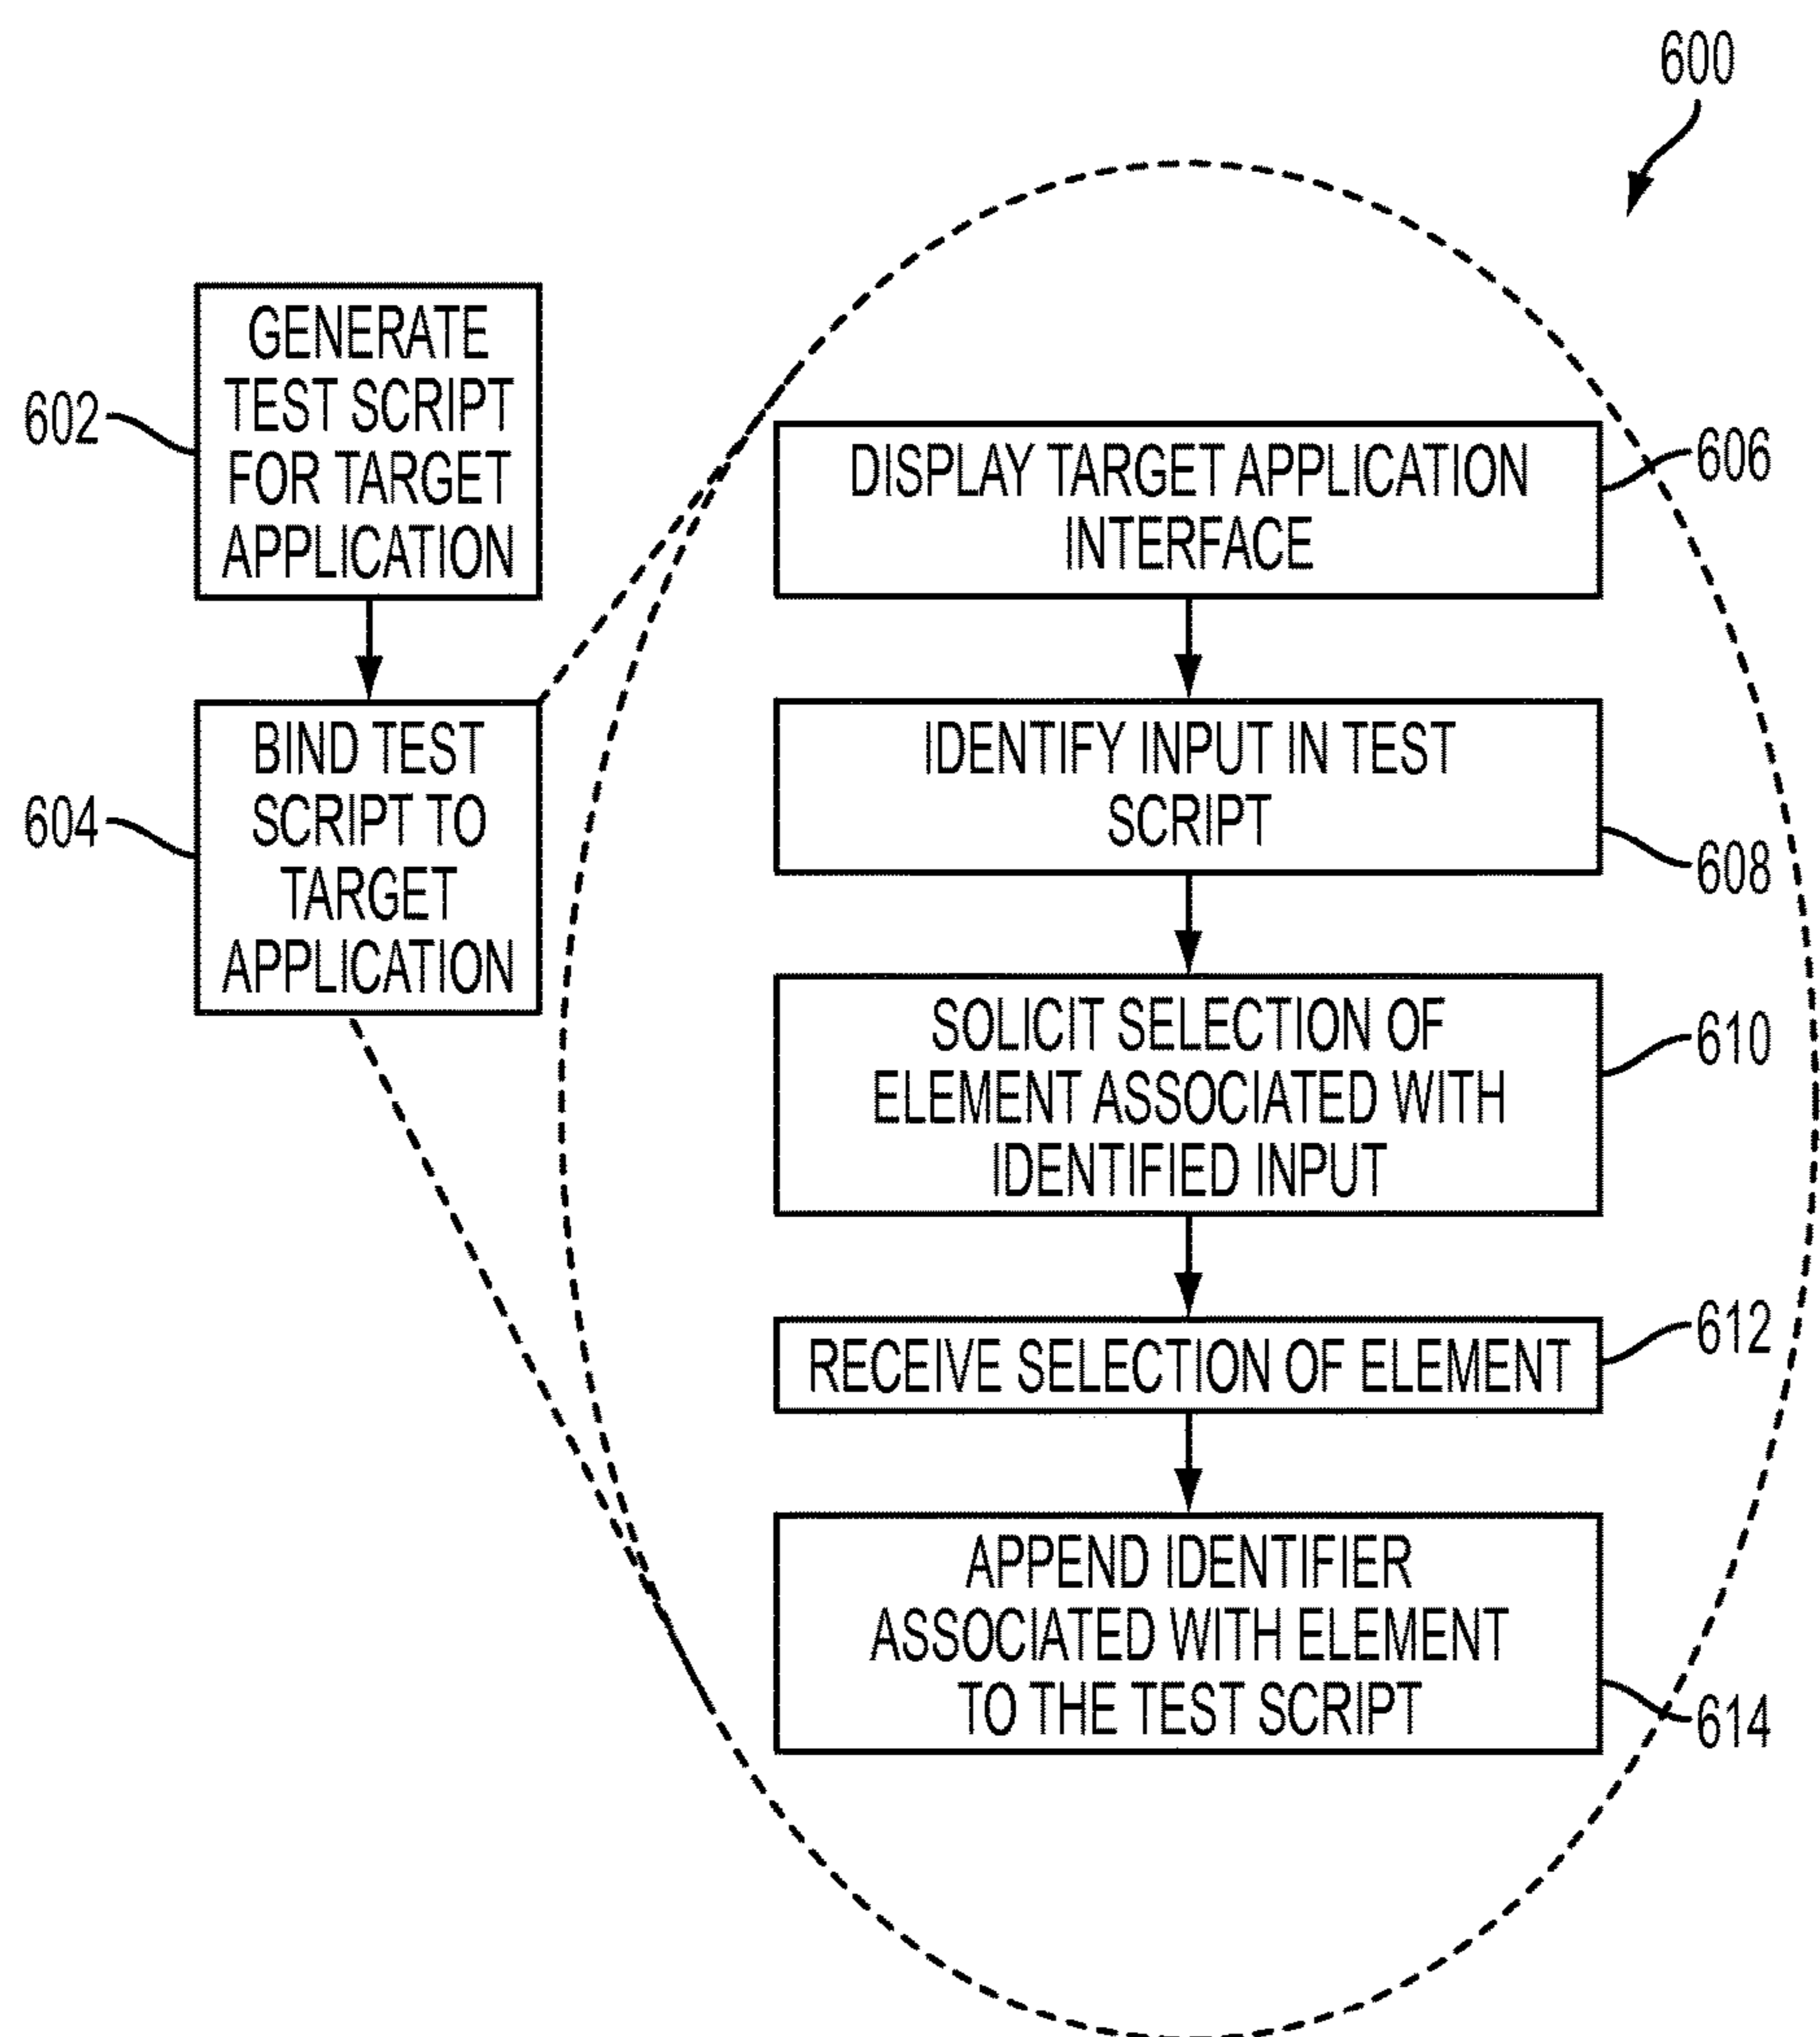 600
GENERATE
TEST SCRIPT
FOR TARGET
APPLICATION
602
BIND TEST
SCRIPT TO
TARGET
APPLICATION
604
DISPLAY TARGET APPLICATION
INTERFACE
606
IDENTIFY INPUT IN TEST
SCRIPT
608
SOLICIT SELECTION OF
ELEMENT ASSOCIATED WITH
IDENTIFIED INPUT
610
RECEIVE SELECTION OF ELEMENT
612
APPEND IDENTIFIER
ASSOCIATED WITH ELEMENT
TO THE TEST SCRIPT
614